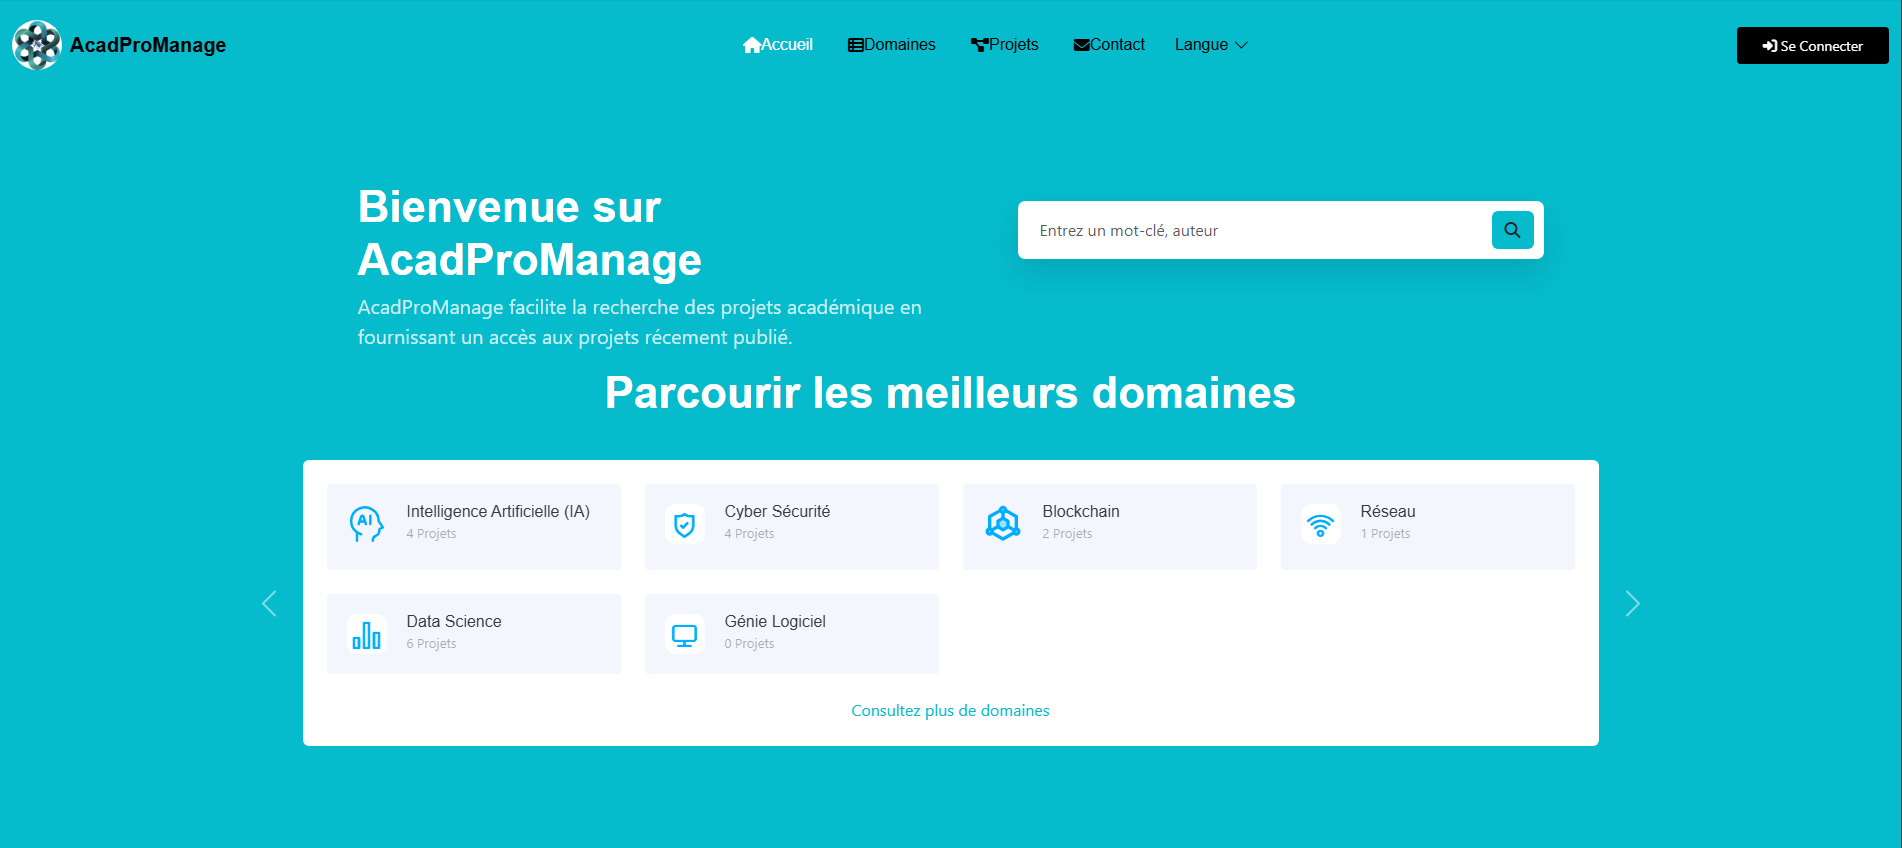 AcadProManage
Accueil
Domaines
Projets
Contact
Langue
Se Connecter
Bienvenue sur
AcadProManage
AcadProManage facilite la recherche des projets académique en
fournissant un accès aux projets récement publié.
Entrez un mot-clé, auteur
Parcourir les meilleurs domaines
AI
Intelligence Artificielle (IA)
4 Projets
Cyber Sécurité
4 Projets
Blockchain
2 Projets
Réseau
1 Projets
Data Science
6 Projets
Génie Logiciel
0 Projets
Consultez plus de domaines